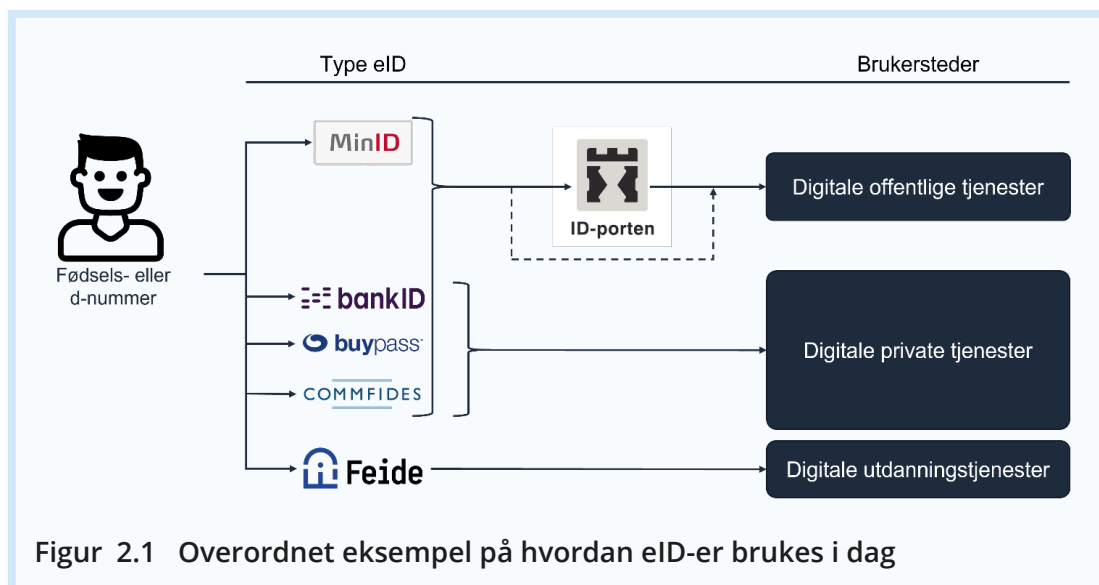 Type eID
Brukersteder
MinID
ID-porten
Digitale offentlige tjenester
Fødsels- eller
d-nummer
bankID
buypass
COMMFIDES
Digitale private tjenester
Feide
Digitale utdanningstjenester
Figur 2.1 Overordnet eksempel på hvordan eID-er brukes i dag